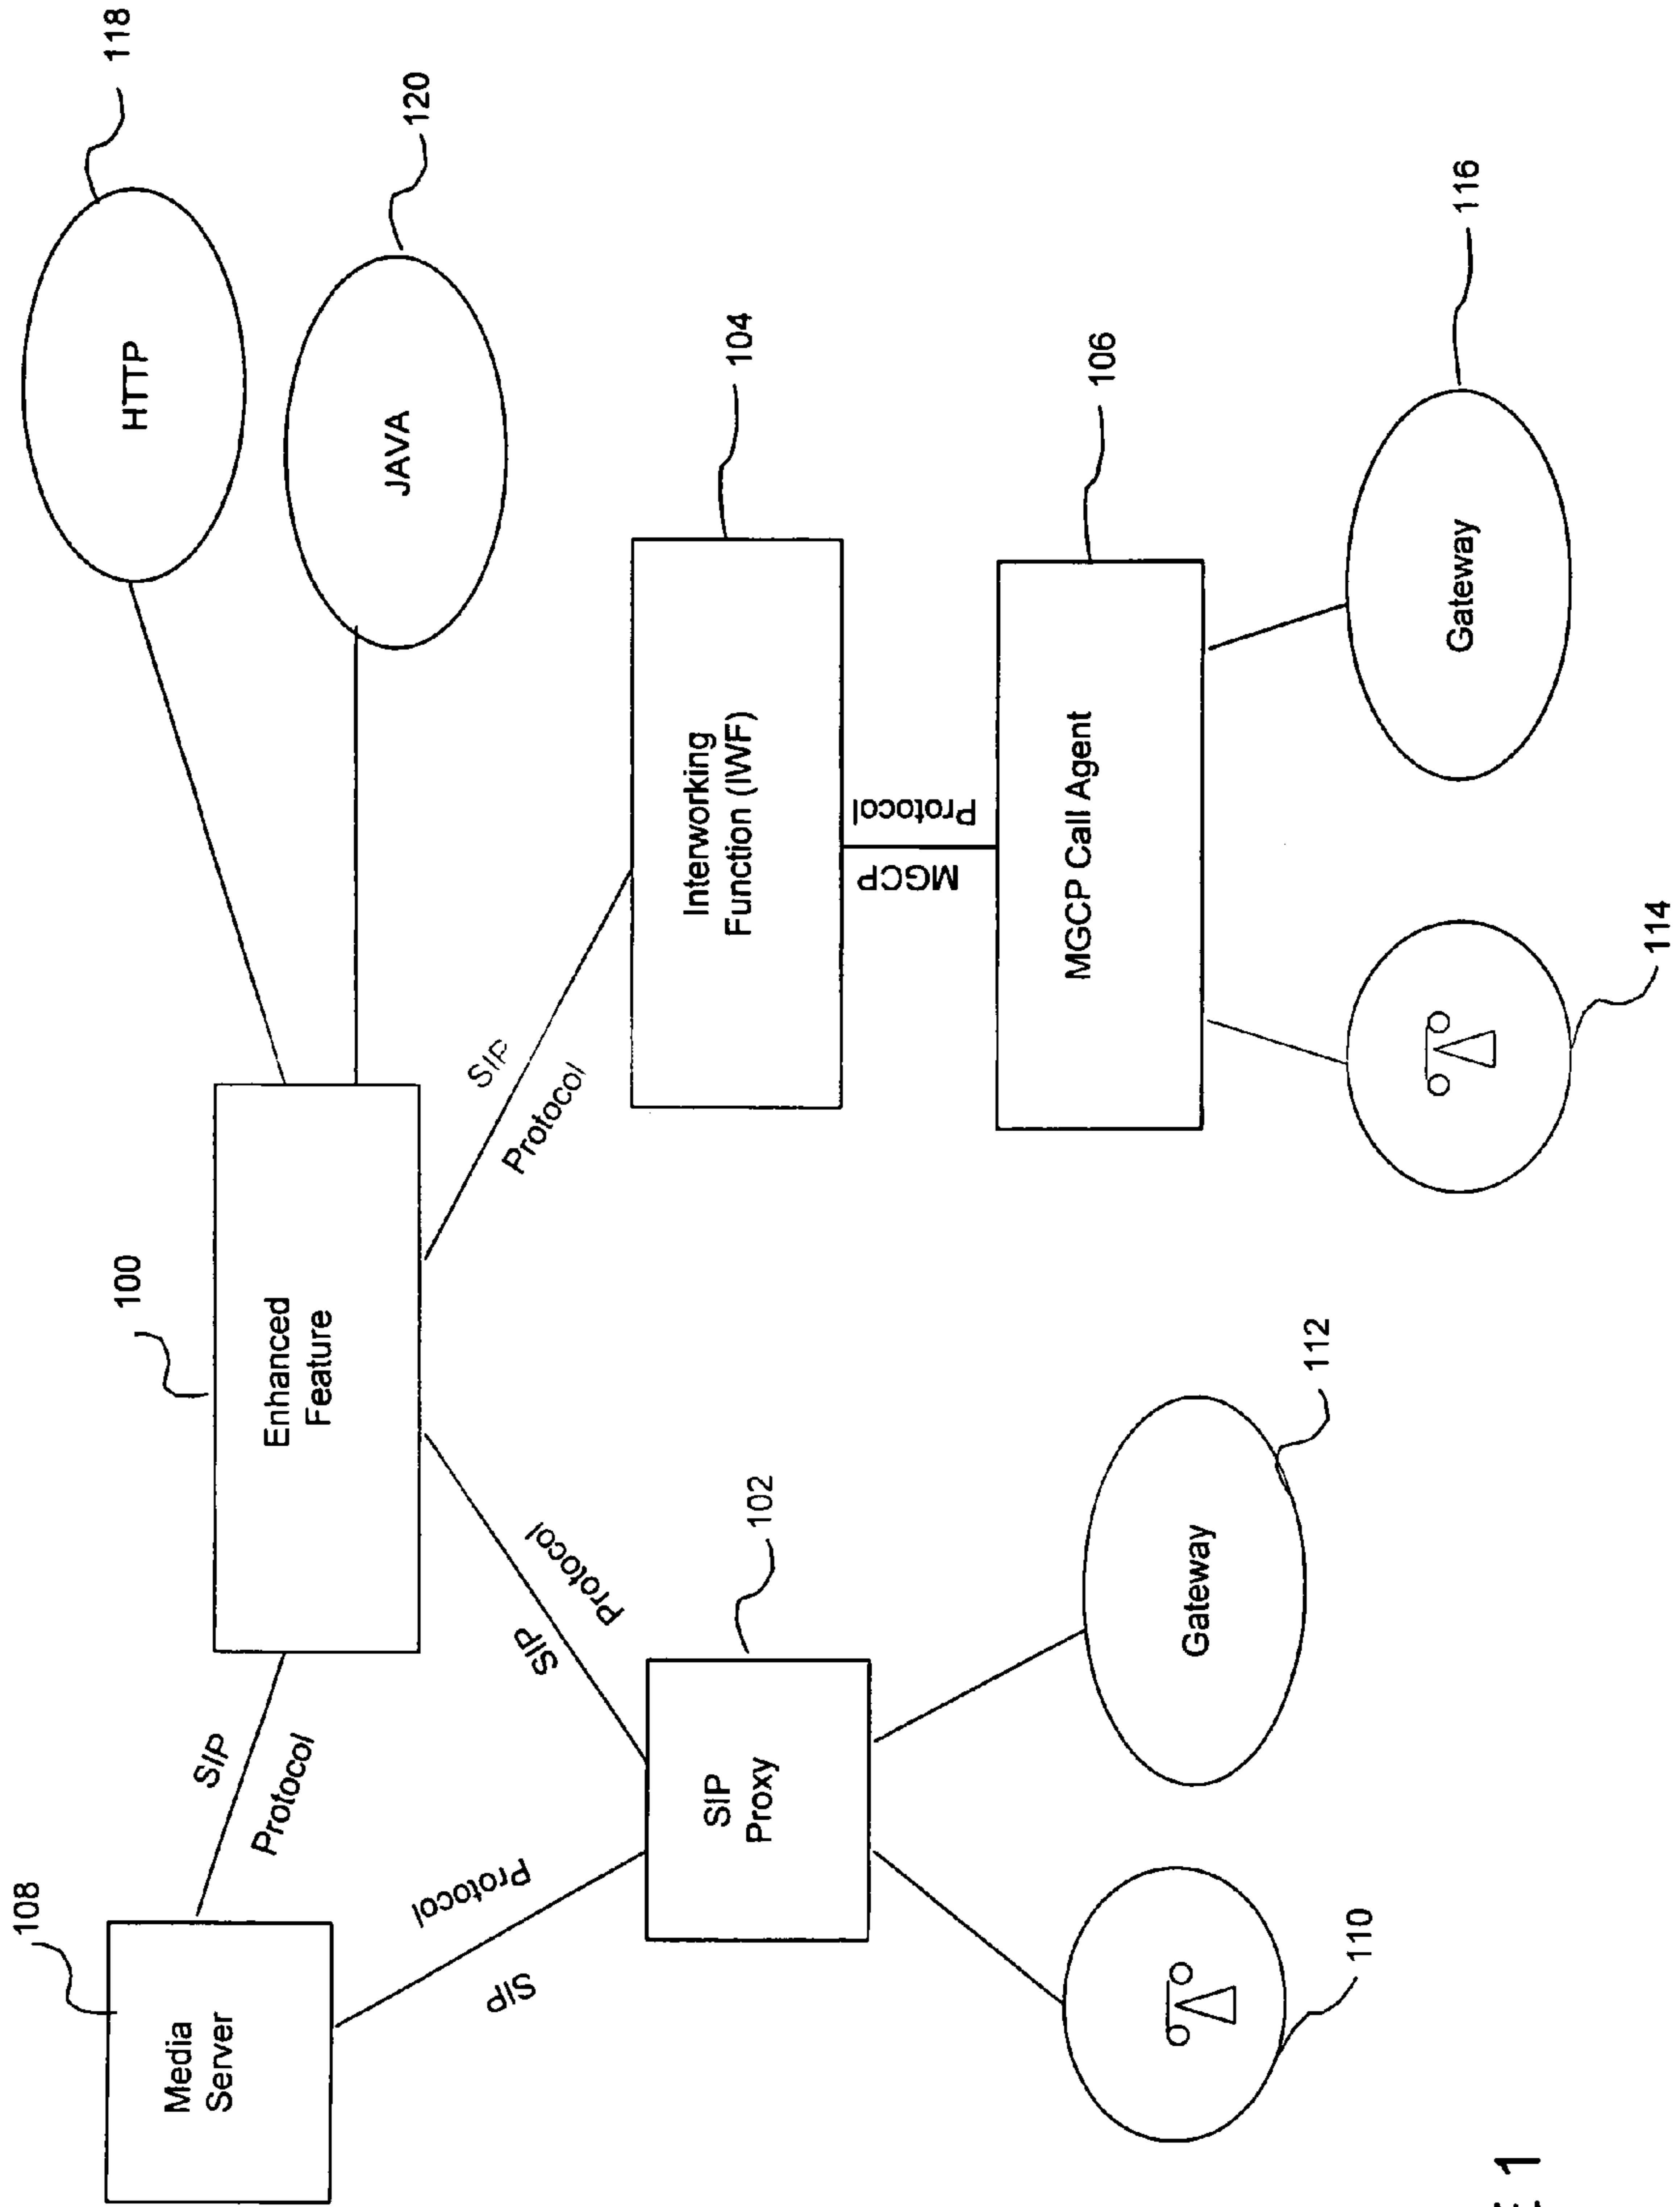 108
Media
Server
SIP
Protocol
100
Enhanced
Feature
118
HTTP
120
JAVA
SIP
Protocol
SIP
Protocol
SIP
Protocol
102
SIP
Proxy
104
Interworking
Function (IWF)
MGCP
Protocol
106
MGCP Call Agent
110
112
Gateway
114
116
Gateway
1